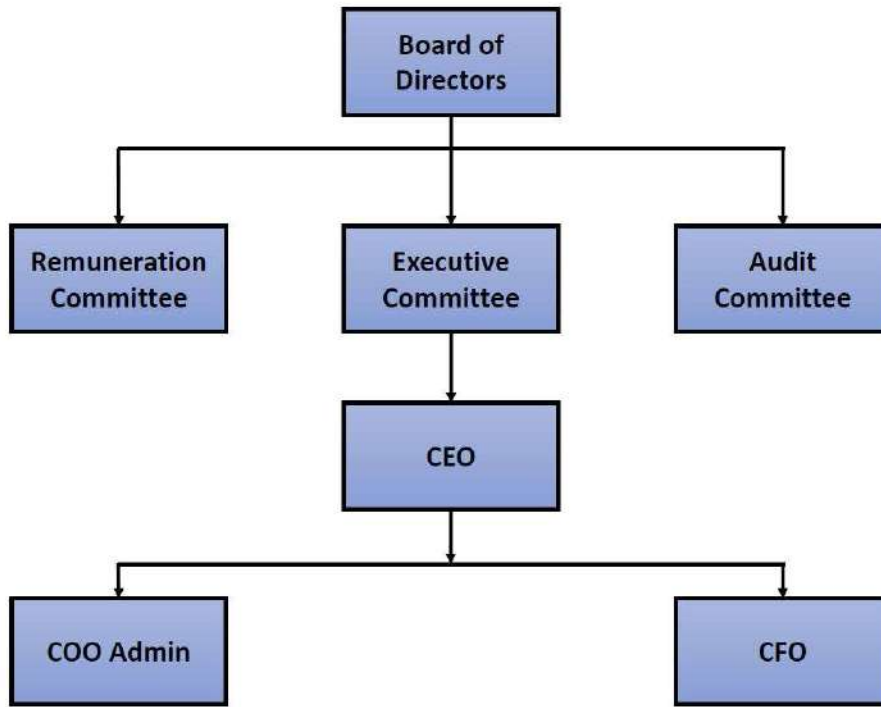 Board of
Directors
Remuneration
Committee
Executive
Committee
Audit
Committee
CEO
COO Admin
CFO